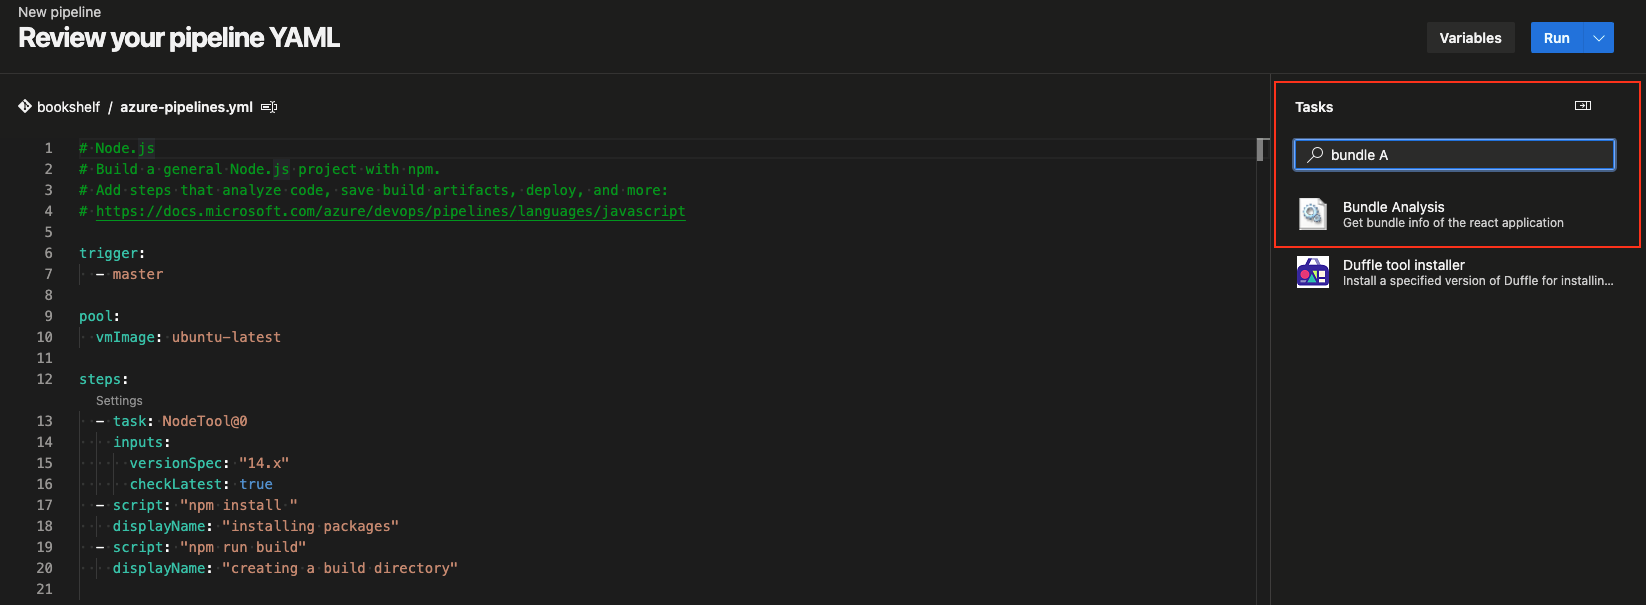 New pipeline
Review your pipeline YAML
Variables
Run
bookshelf / azure-pipelines.yml
1 # Node.js
2 # Build a general Node.js project with npm.
3 # Add steps that analyze code, save build artifacts, deploy, and more:
4 # https://docs.microsoft.com/azure/devops/pipelines/languages/javascript
5
6 trigger:
7   - master
8
9 pool:
10   vmImage: ubuntu-latest
11
12 steps:
Settings
13   - task: NodeTool@0
14     inputs:
15       versionSpec: "14.x"
16       checkLatest: true
17   - script: "npm install "
18     displayName: "installing packages"
19   - script: "npm run build"
20     displayName: "creating a build directory"
21
Tasks
bundle A
Bundle Analysis
Get bundle info of the react application
Duffle tool installer
Install a specified version of Duffle for installin...